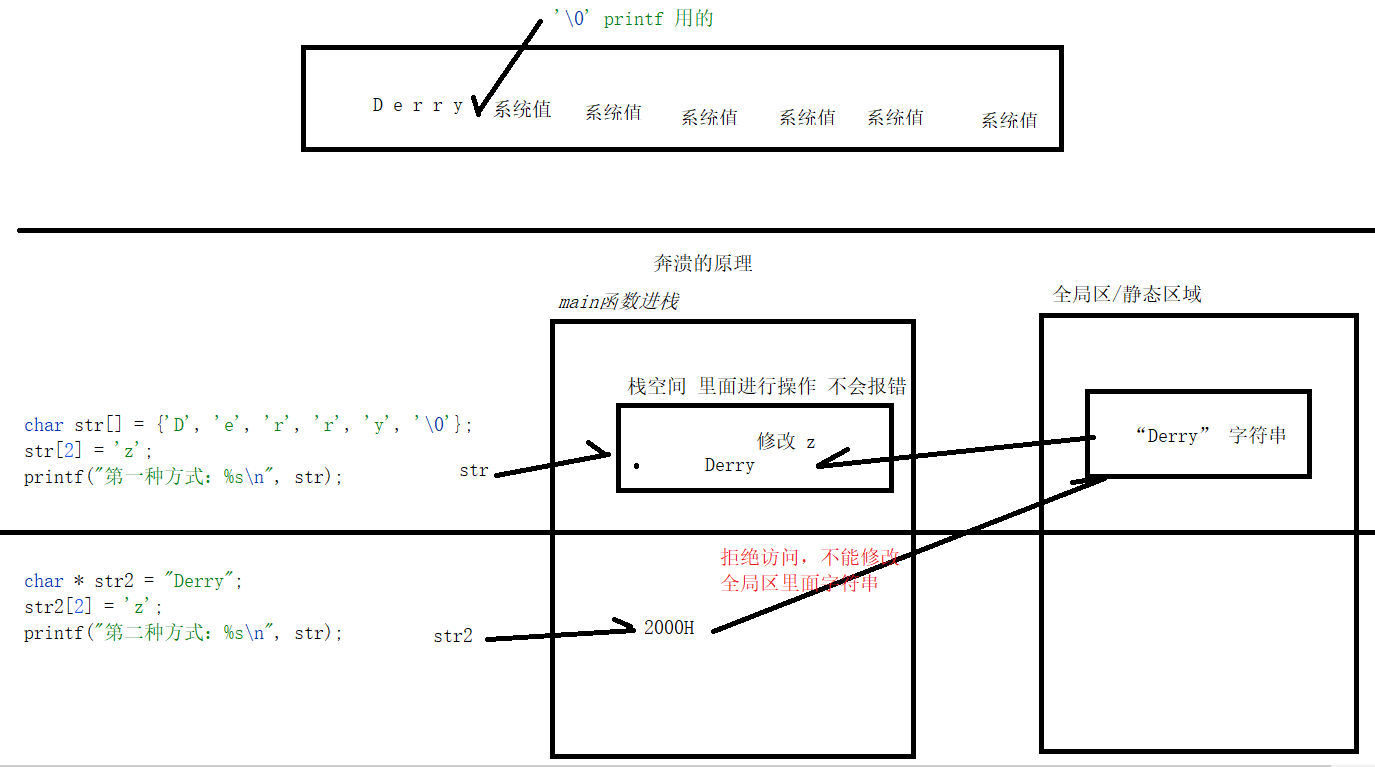 '\0' printf 用的
D e r r y 系统值 系统值 系统值 系统值 系统值 系统值
奔溃的原理
main函数进栈
全局区/静态区域
栈空间 里面进行操作 不会报错
char str[] = {'D', 'e', 'r', 'r', 'y', '\0'};
str[2] = 'z';
printf("第一种方式：%s\n", str);
str
修改 z
Derry
“Derry” 字符串
拒绝访问，不能修改
全局区里面字符串
char * str2 = "Derry";
str2[2] = 'z';
printf("第二种方式：%s\n", str);
str2
2000H